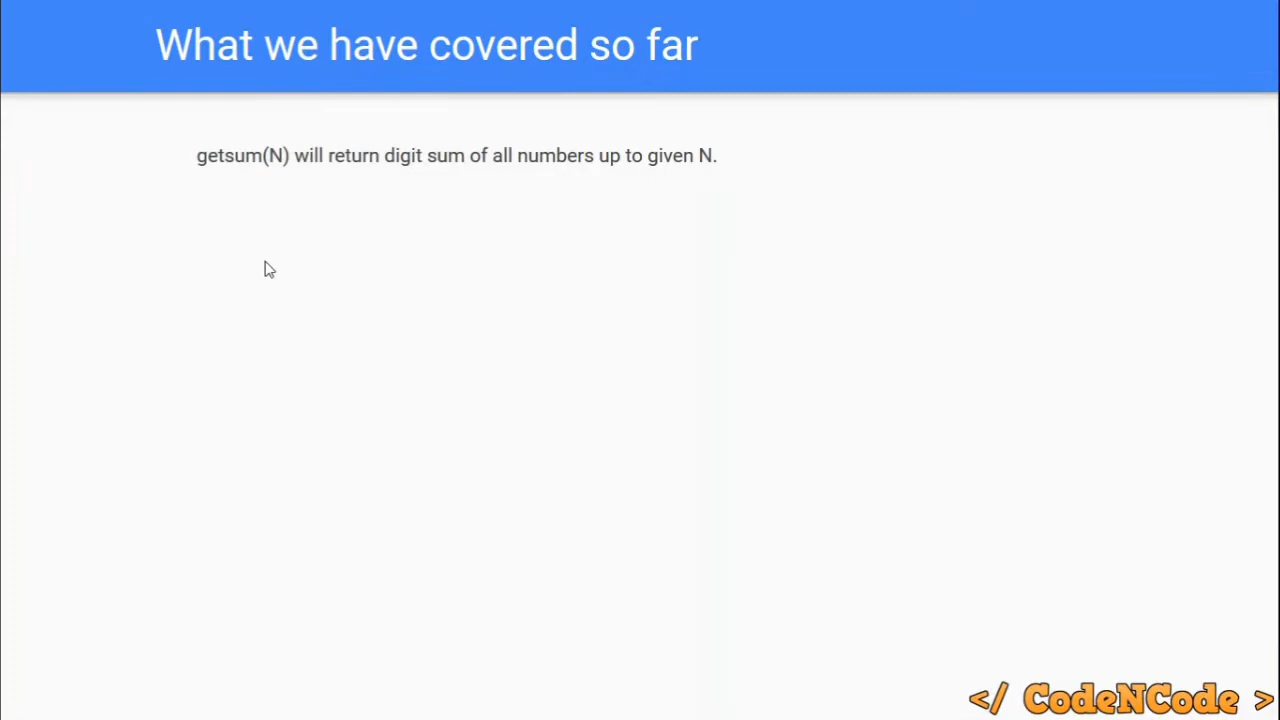 What we have covered so far
getsum(N) will return digit sum of all numbers up to given N.
</ CodeNCode >